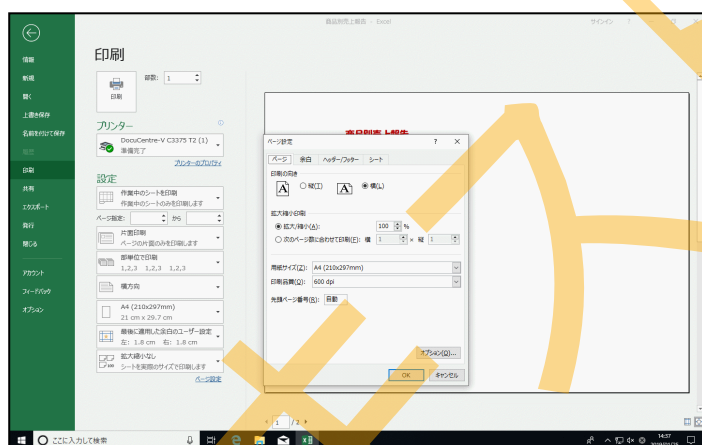 商品別売上報告 - Excel
サインイン ?
情報
新規
開く
上書き保存
名前を付けて保存
履歴
印刷
共有
エクスポート
発行
閉じる
アカウント
フィードバック
オプション
印刷
部数: 1
印刷
プリンター
DocuCentre-V C3375 T2 (1)
準備完了
プリンターのプロパティ
設定
作業中のシートを印刷
作業中のシートのみを印刷します
ページ指定: から
片面印刷
ページの片面のみを印刷します
部単位で印刷
1,2,3 1,2,3 1,2,3
横方向
A4 (210x297mm)
21 cm x 29.7 cm
最後に適用した余白のユーザー設定
左: 1.8 cm 右: 1.8 cm
拡大縮小なし
シートを実際のサイズで印刷します
ページ設定
商品別売上報告
ページ設定 ? ×
ページ 余白 ヘッダー/フッター シート
印刷の向き
A 縦(T) A 横(L)
拡大縮小印刷
拡大/縮小(A): 100 %
次のページ数に合わせて印刷(F): 横 1 × 縦 1
用紙サイズ(Z): A4 (210x297mm)
印刷品質(Q): 600 dpi
先頭ページ番号(R): 自動
オプション(O)...
OK キャンセル
1 / 2
ここに入力して検索
14:37